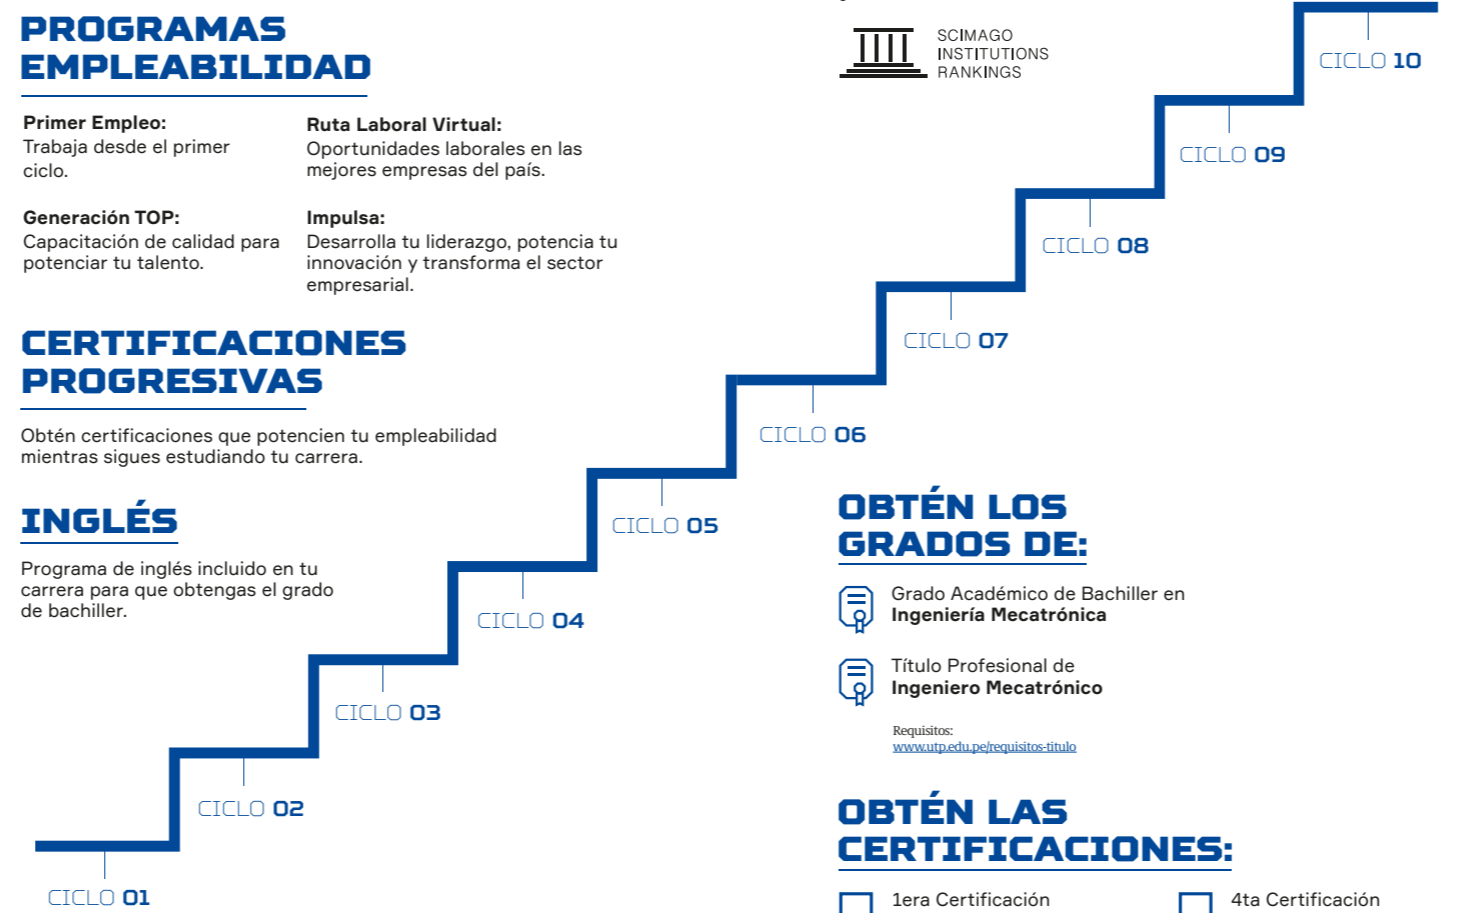 PROGRAMAS
EMPLEABILIDAD
Primer Empleo:
Trabaja desde el primer
ciclo.
Ruta Laboral Virtual:
Oportunidades laborales en las
mejores empresas del país.
Generación TOP:
Capacitación de calidad para
potenciar tu talento.
Impulsa:
Desarrolla tu liderazgo, potencia tu
innovación y transforma el sector
empresarial.
CERTIFICACIONES
PROGRESIVAS
Obtén certificaciones que potencien tu empleabilidad
mientras sigues estudiando tu carrera.
INGLÉS
Programa de inglés incluido en tu
carrera para que obtengas el grado
de bachiller.
SCIMAGO
INSTITUTIONS
RANKINGS
CICLO 10
CICLO 09
CICLO 08
CICLO 07
CICLO 06
CICLO 05
CICLO 04
CICLO 03
CICLO 02
CICLO 01
OBTÉN LOS
GRADOS DE:
Grado Académico de Bachiller en
Ingeniería Mecatrónica
Título Profesional de
Ingeniero Mecatrónico
Requisitos:
www.utp.edu.pe/requisitos-titulo
OBTÉN LAS
CERTIFICACIONES:
1era Certificación
4ta Certificación